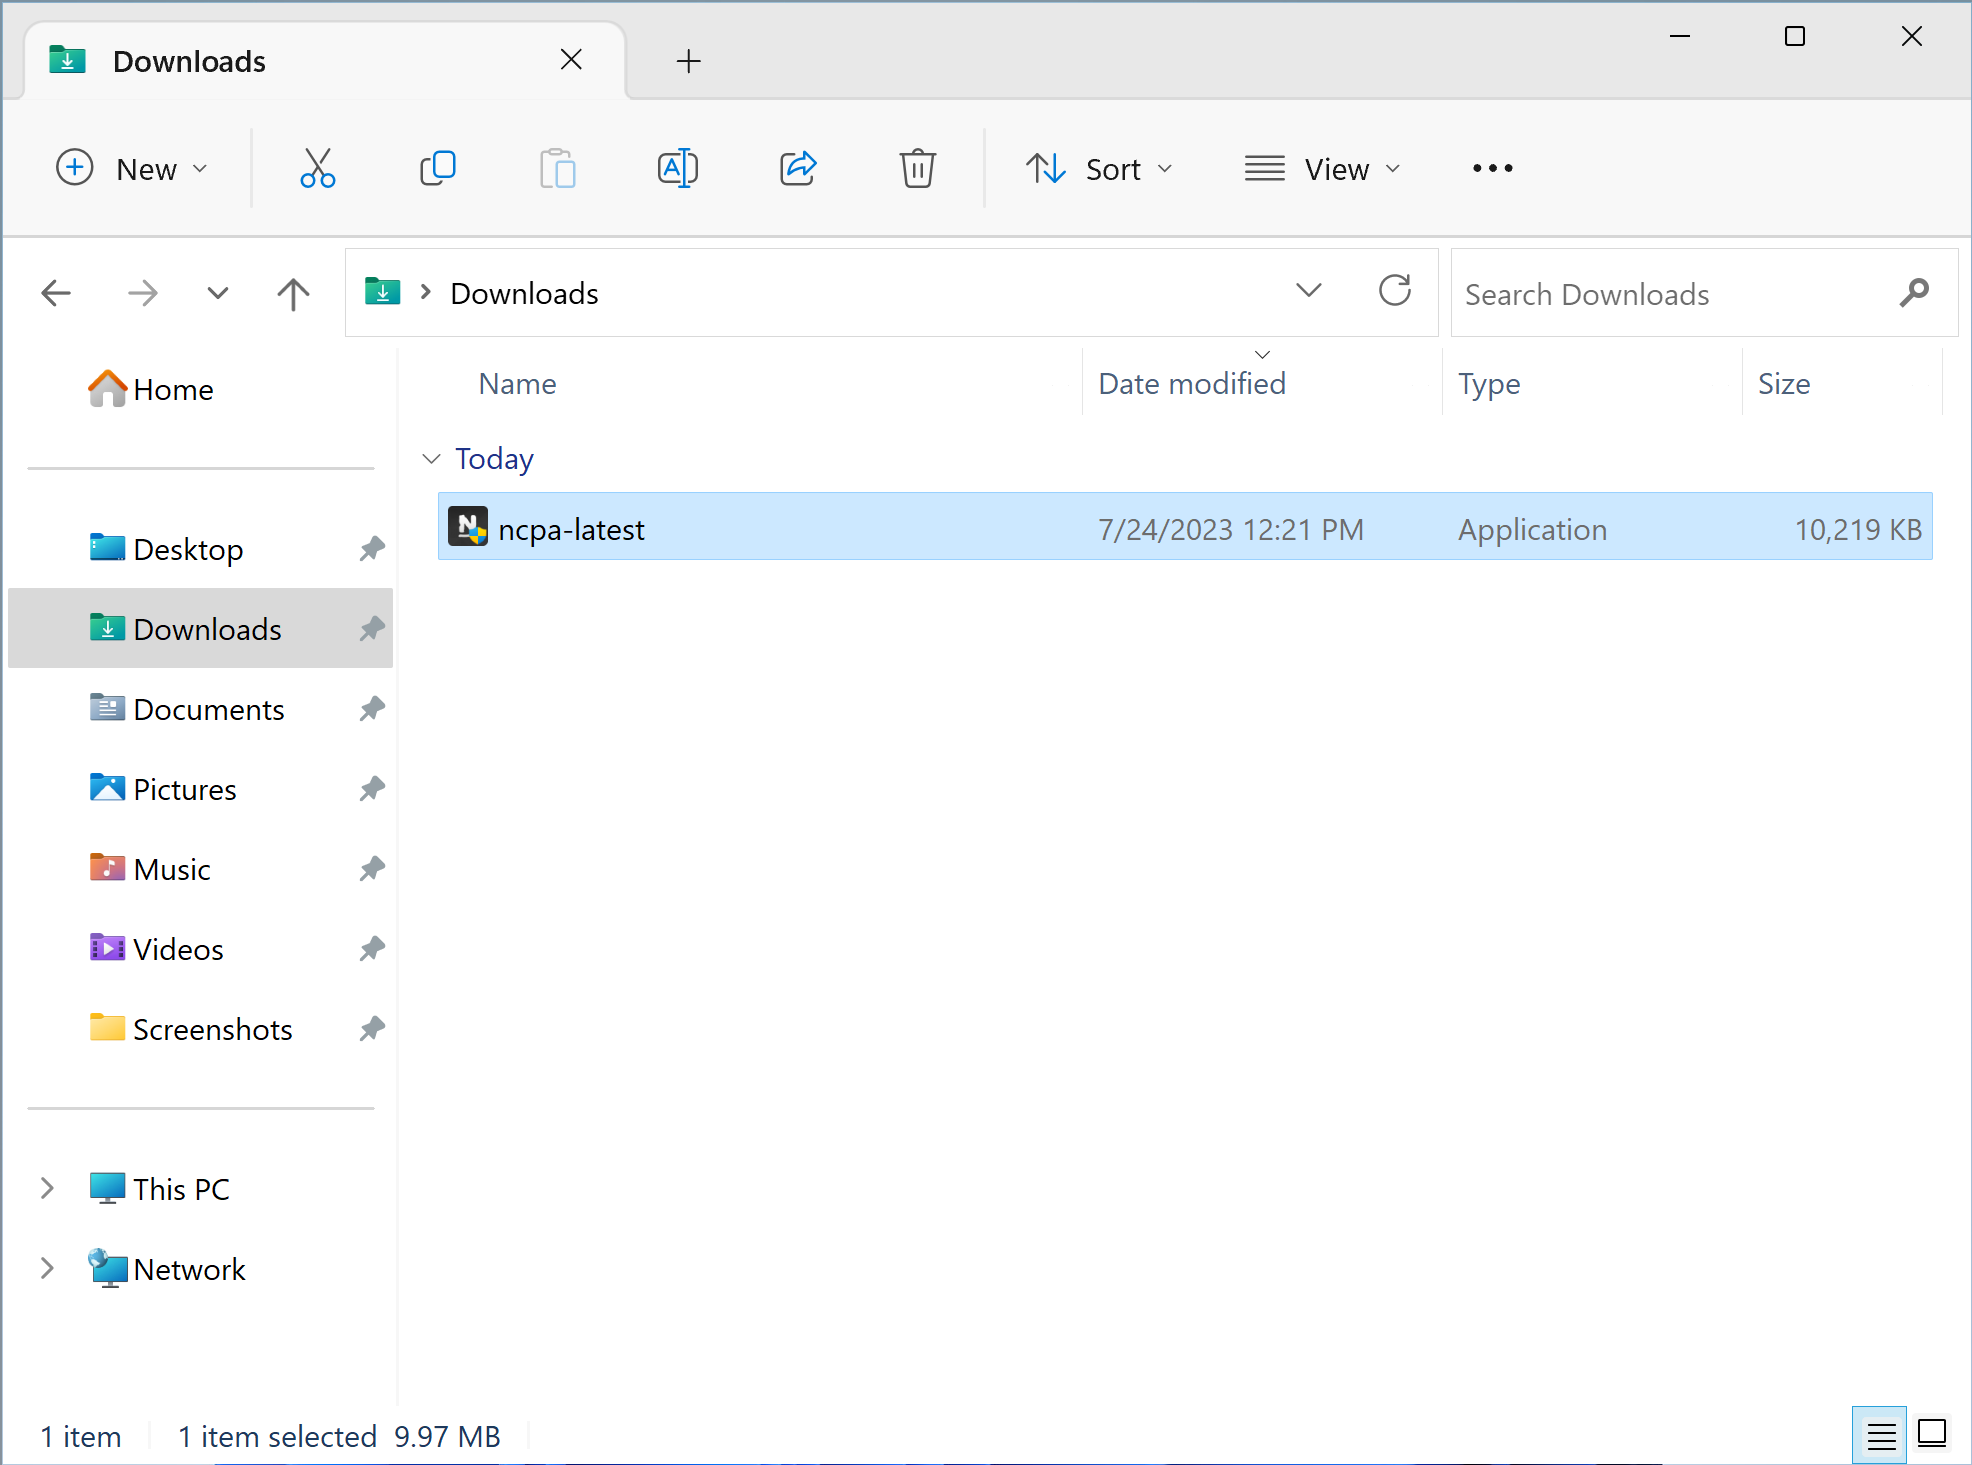 Downloads
New
Sort
View
Downloads
Search Downloads
Name
Date modified
Type
Size
Home
Today
ncpa-latest
7/24/2023 12:21 PM
Application
10,219 KB
Desktop
Downloads
Documents
Pictures
Music
Videos
Screenshots
This PC
Network
1 item
1 item selected 9.97 MB